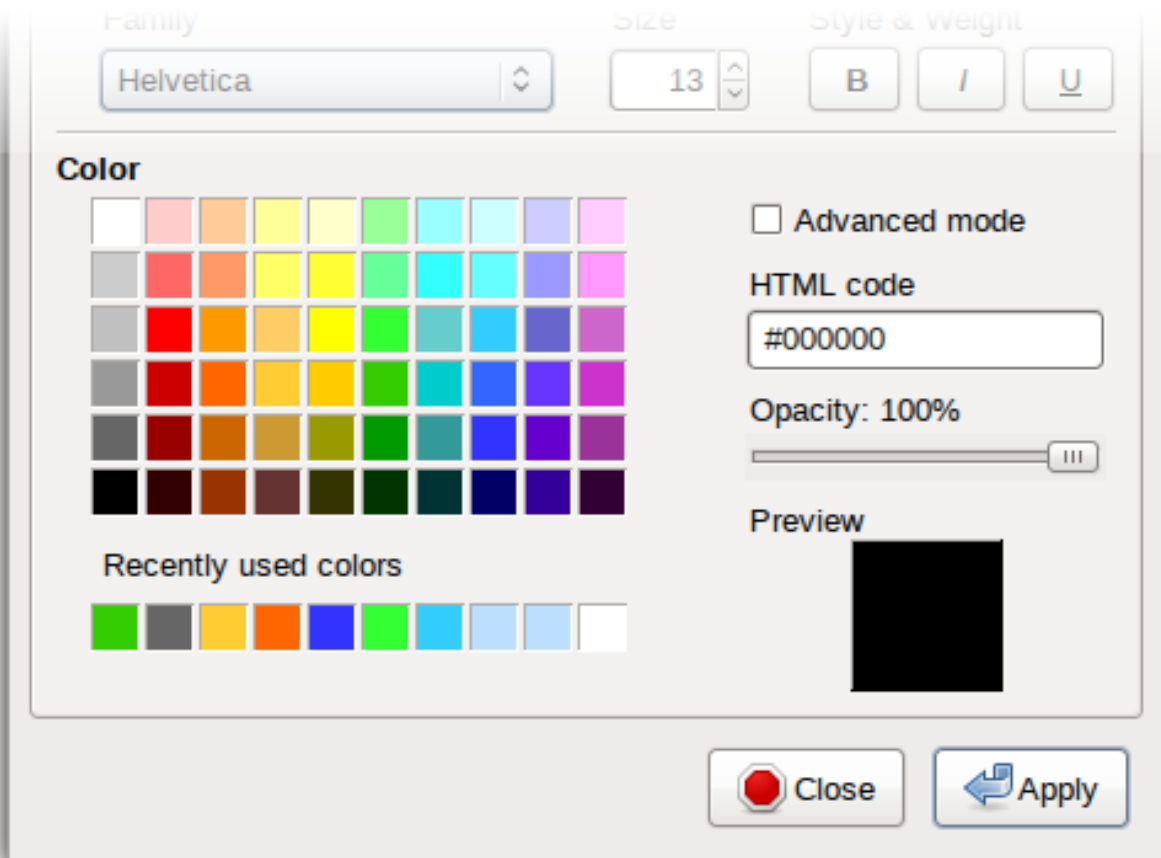 Family Size Style & Weight
Helvetica 13 B I U
Color
Advanced mode
HTML code
#000000
Opacity: 100%
Preview
Recently used colors
Close Apply